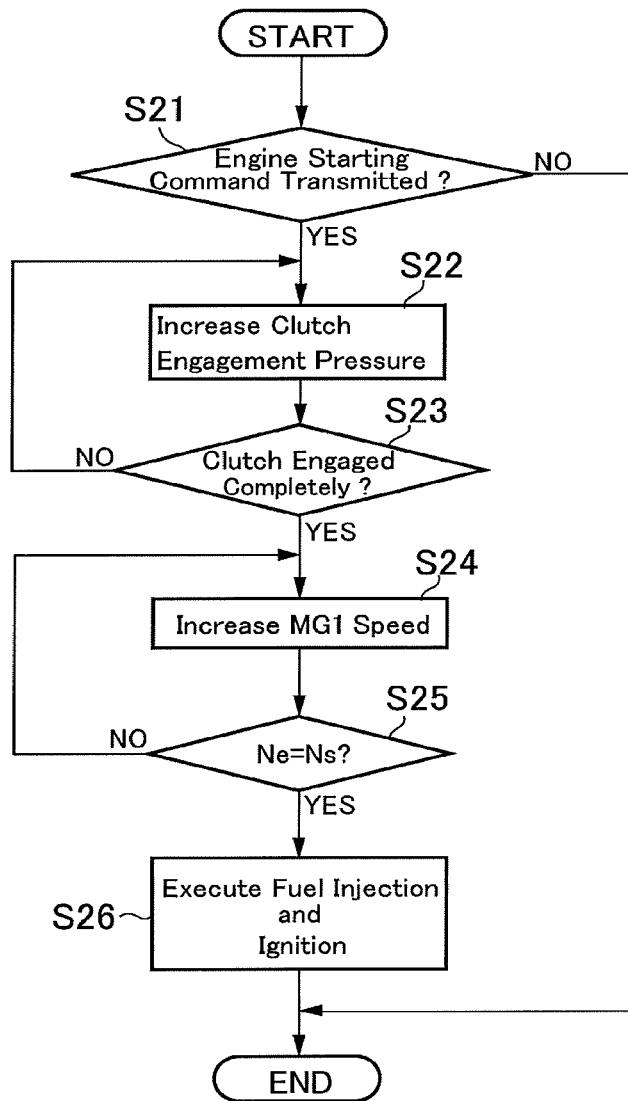 START
S21
Engine Starting
Command Transmitted ?
NO
YES
S22
Increase Clutch
Engagement Pressure
S23
NO
Clutch Engaged
Completely ?
YES
S24
Increase MG1 Speed
S25
NO
Ne=Ns?
YES
Execute Fuel Injection
and
Ignition
S26
END